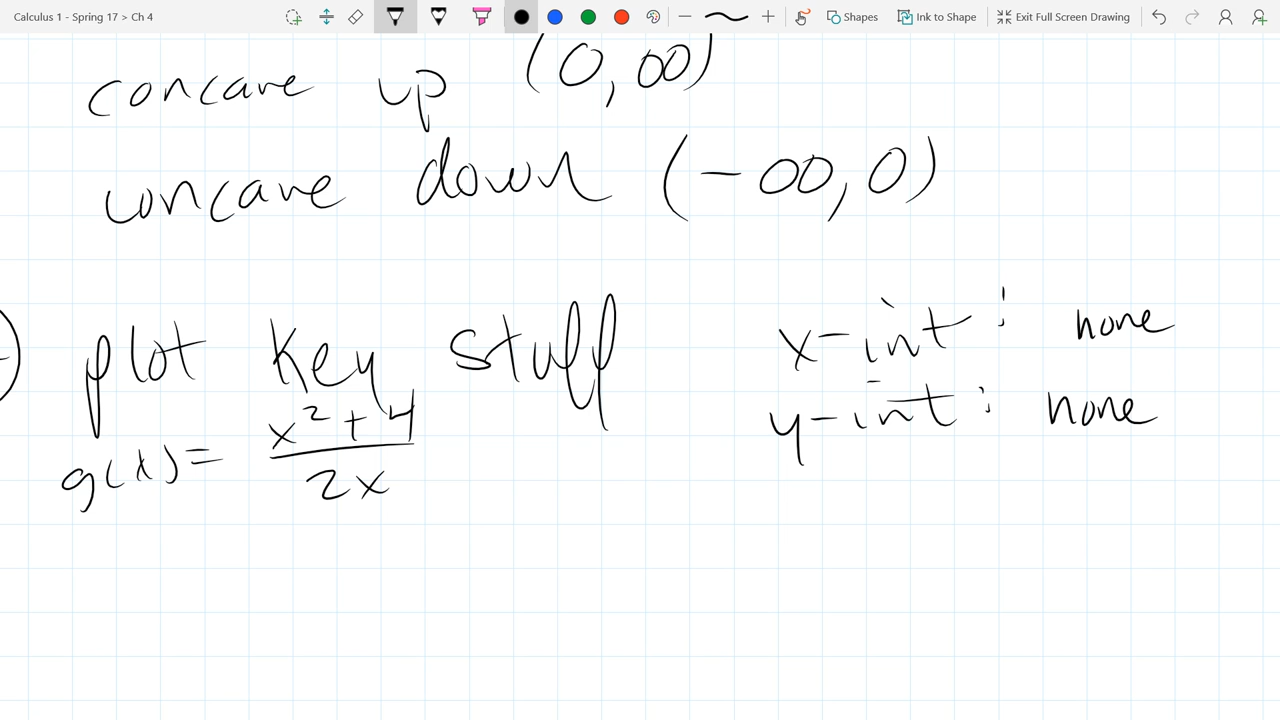 Calculus 1 - Spring 17 > Ch 4
Shapes
Ink to Shape
Exit Full Screen Drawing
concave up (0, ∞)
concave down (-∞, 0)
plot key stuff
g(x) = x²+4 / 2x
x-int: none
y-int: none